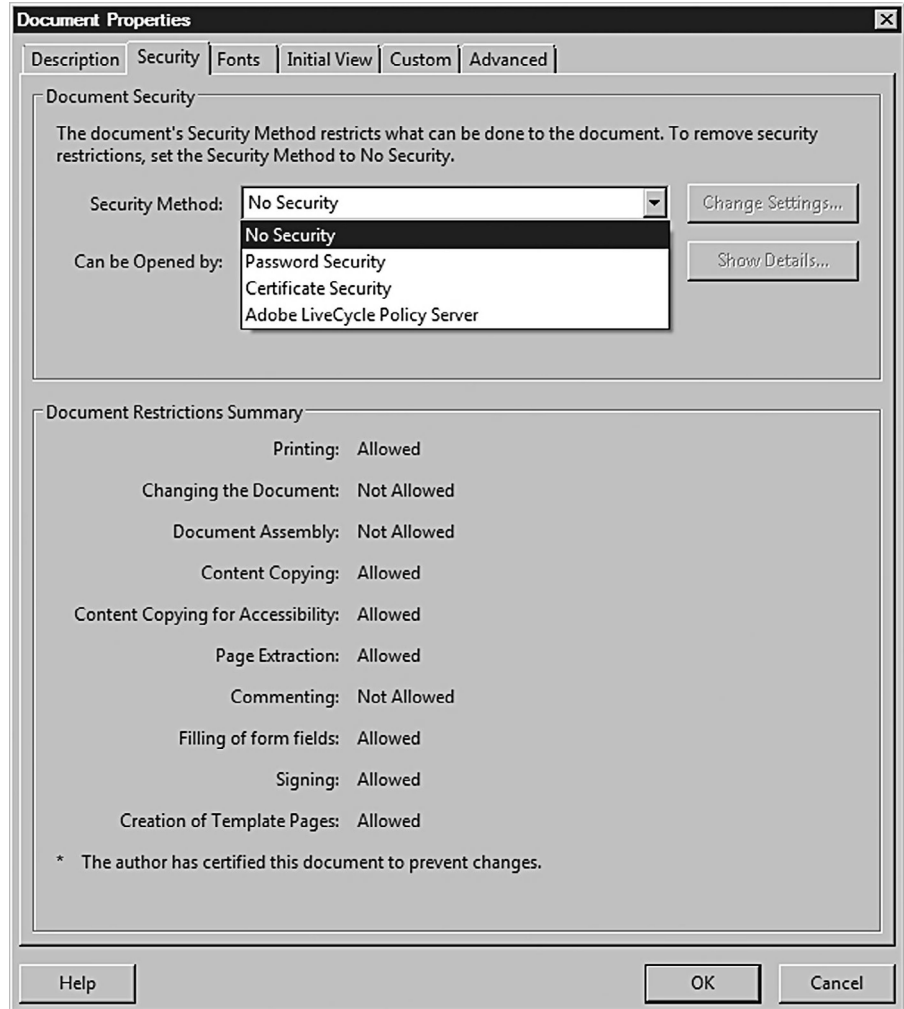 Document Properties
Description Security Fonts Initial View Custom Advanced
Document Security
The document's Security Method restricts what can be done to the document. To remove security
restrictions, set the Security Method to No Security.
Security Method: No Security Change Settings...
No Security
Can be Opened by: Password Security Show Details...
Certificate Security
Adobe LiveCycle Policy Server
Document Restrictions Summary
Printing: Allowed
Changing the Document: Not Allowed
Document Assembly: Not Allowed
Content Copying: Allowed
Content Copying for Accessibility: Allowed
Page Extraction: Allowed
Commenting: Not Allowed
Filling of form fields: Allowed
Signing: Allowed
Creation of Template Pages: Allowed
* The author has certified this document to prevent changes.
Help OK Cancel